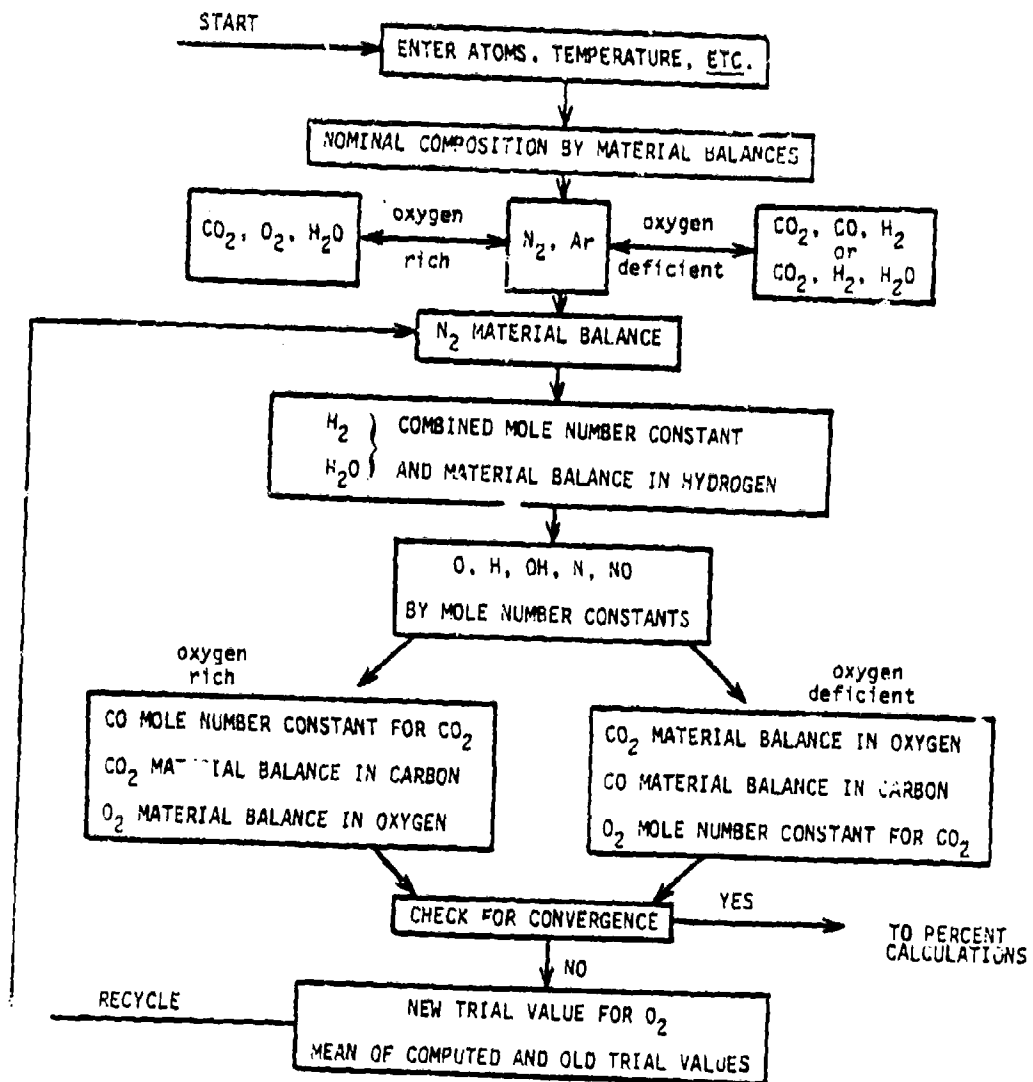 START
ENTER ATOMS, TEMPERATURE, ETC.
NOMINAL COMPOSITION BY MATERIAL BALANCES
CO2, O2, H2O
oxygen
rich
N2, Ar
oxygen
deficient
CO2, CO, H2
or
CO2, H2, H2O
N2 MATERIAL BALANCE
H2 } COMBINED MOLE NUMBER CONSTANT
H2O } AND MATERIAL BALANCE IN HYDROGEN
O, H, OH, N, NO
BY MOLE NUMBER CONSTANTS
oxygen
rich
oxygen
deficient
CO MOLE NUMBER CONSTANT FOR CO2
CO2 MATERIAL BALANCE IN CARBON
O2 MATERIAL BALANCE IN OXYGEN
CO2 MATERIAL BALANCE IN OXYGEN
CO MATERIAL BALANCE IN CARBON
O2 MOLE NUMBER CONSTANT FOR CO2
CHECK FOR CONVERGENCE
YES
TO PERCENT
CALCULATIONS
NO
RECYCLE
NEW TRIAL VALUE FOR O2
MEAN OF COMPUTED AND OLD TRIAL VALUES